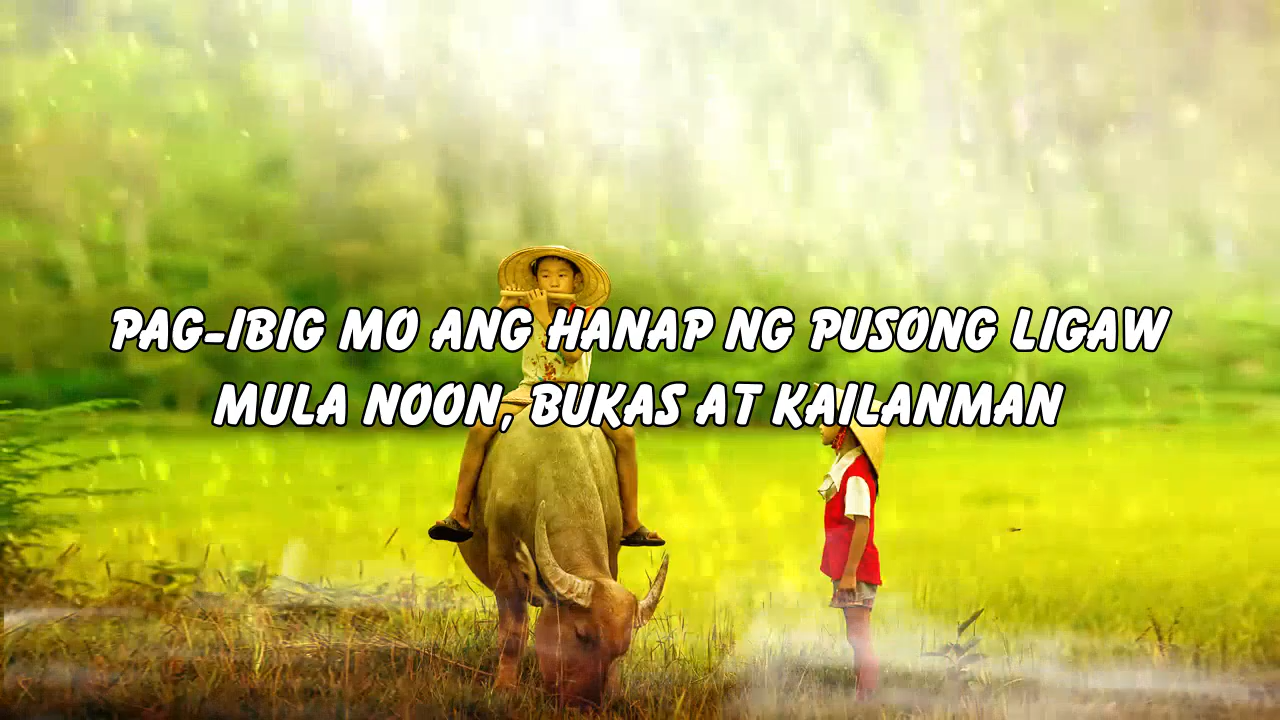 PAG-IBIG MO ANG HANAP NG PUSONG LIGAW
MULA NOON, BUKAS AT KAILANMAN